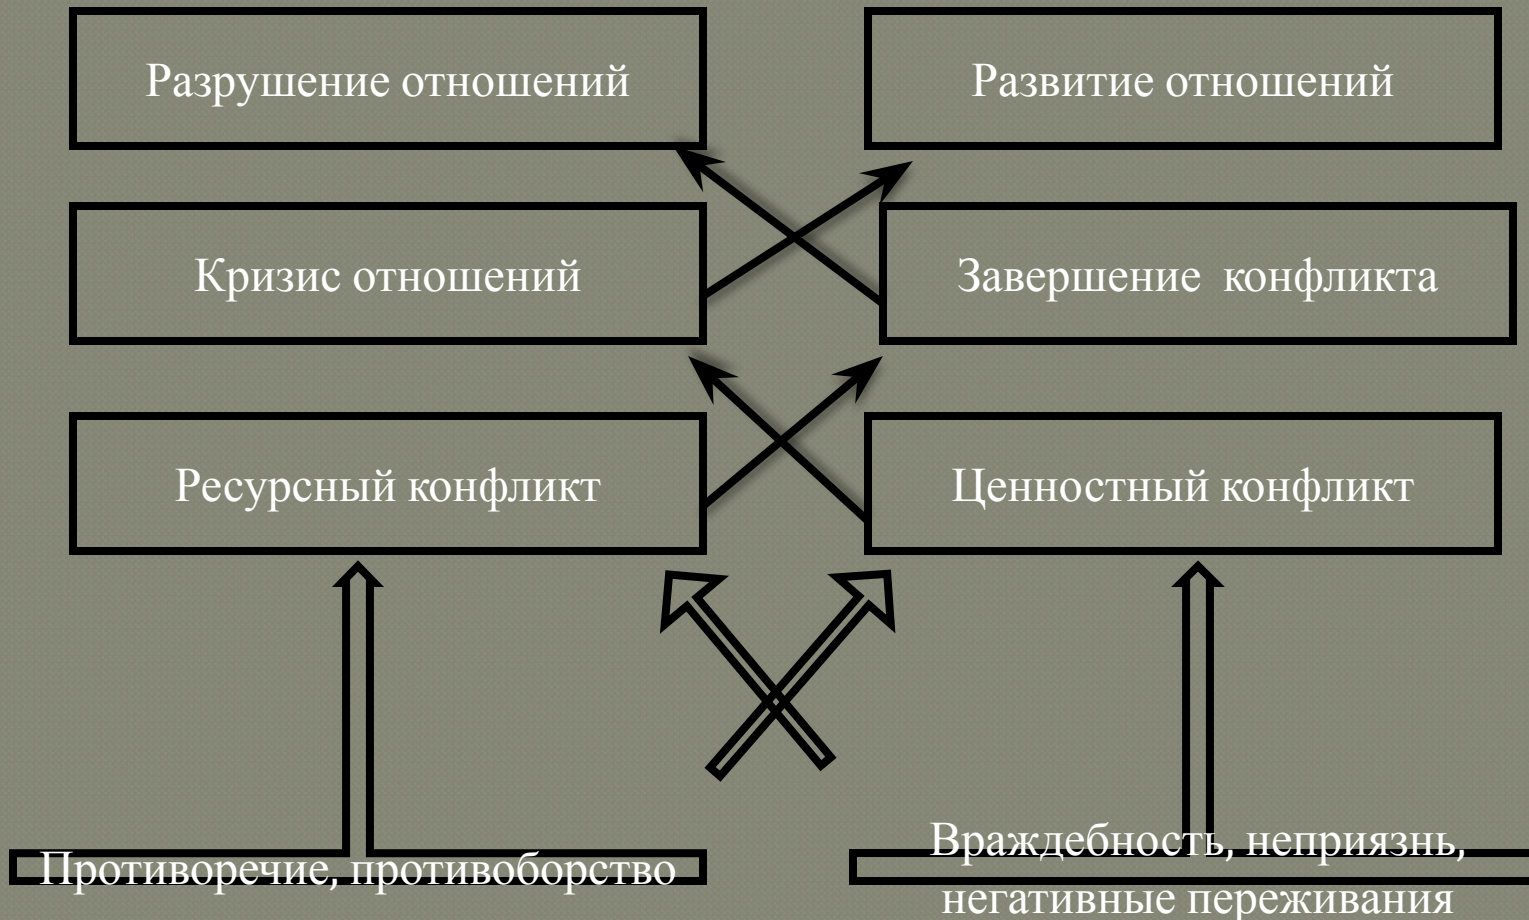 Разрушение отношений
Развитие отношений
Кризис отношений
Завершение конфликта
Ресурсный конфликт
Ценностный конфликт
Противоречие, противоборство
Враждебность, неприязнь,
негативные переживания